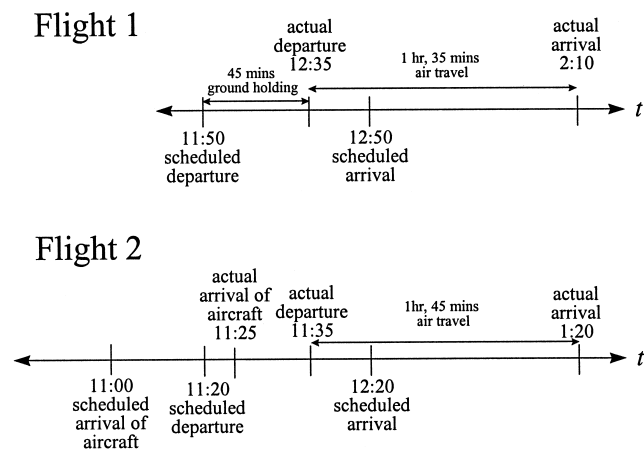 Flight 1
actual
departure
12:35
1 hr, 35 mins
air travel
actual
arrival
2:10
45 mins
ground holding
t
11:50
scheduled
departure
12:50
scheduled
arrival
Flight 2
actual
arrival of
aircraft
11:25
actual
departure
11:35
1hr, 45 mins
air travel
actual
arrival
1:20
t
11:00
scheduled
arrival of
aircraft
11:20
scheduled
departure
12:20
scheduled
arrival